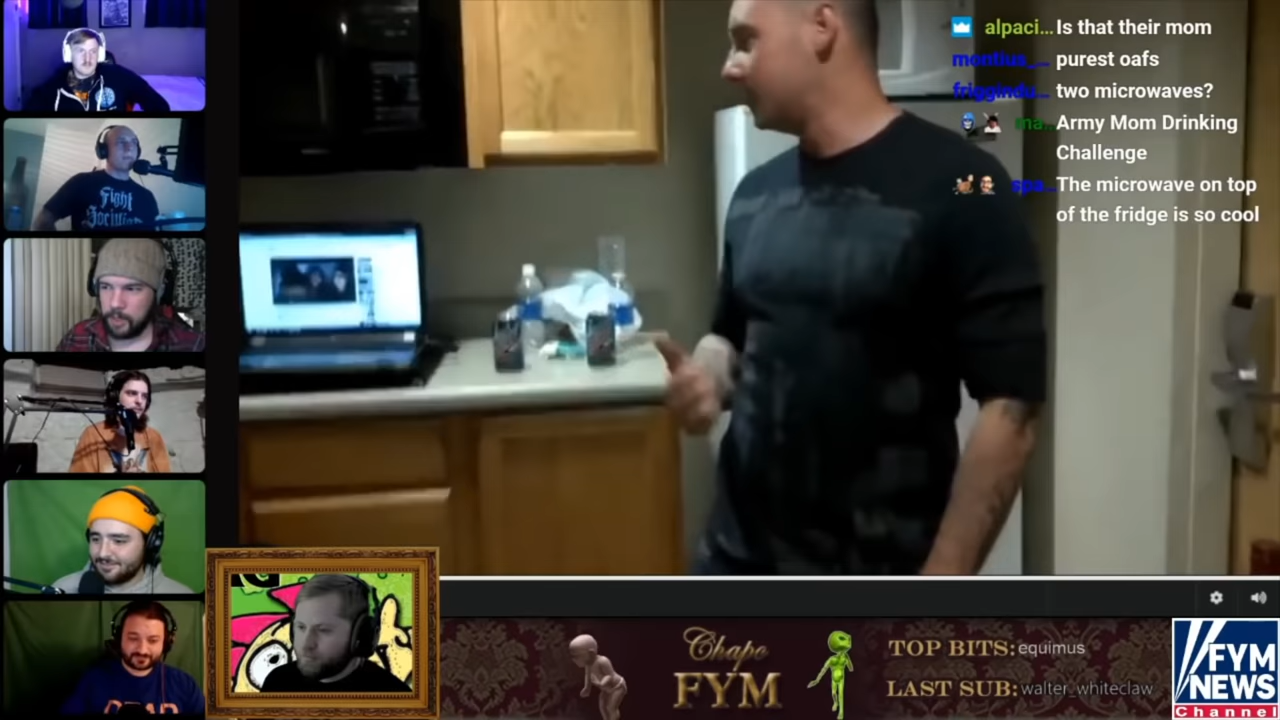 alpaci... Is that their mom
montius_... purest oafs
friggindu... two microwaves?
ma... Army Mom Drinking
Challenge
spa... The microwave on top
of the fridge is so cool
Fight
Society
Chapo
FYM
TOP BITS: equimus
LAST SUB: walter_whiteclaw
FYM
NEWS
Channel